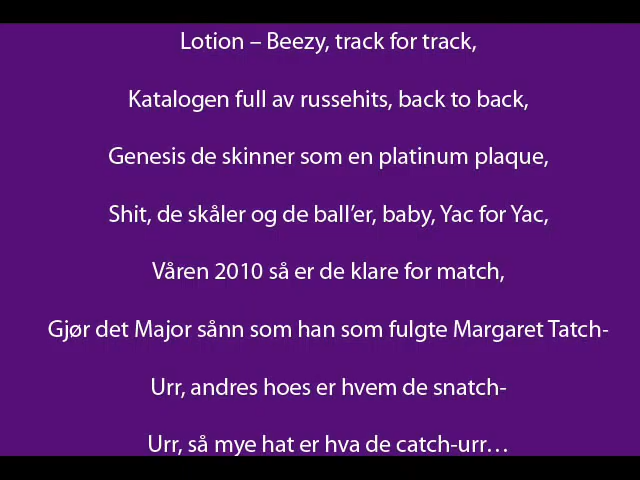 Lotion – Beezy, track for track,
Katalogen full av russehits, back to back,
Genesis de skinner som en platinum plaque,
Shit, de skåler og de ball’er, baby, Yac for Yac,
Våren 2010 så er de klare for match,
Gjør det Major sånn som han som fulgte Margaret Tatch-
Urr, andres hoes er hvem de snatch-
Urr, så mye hat er hva de catch-urr…